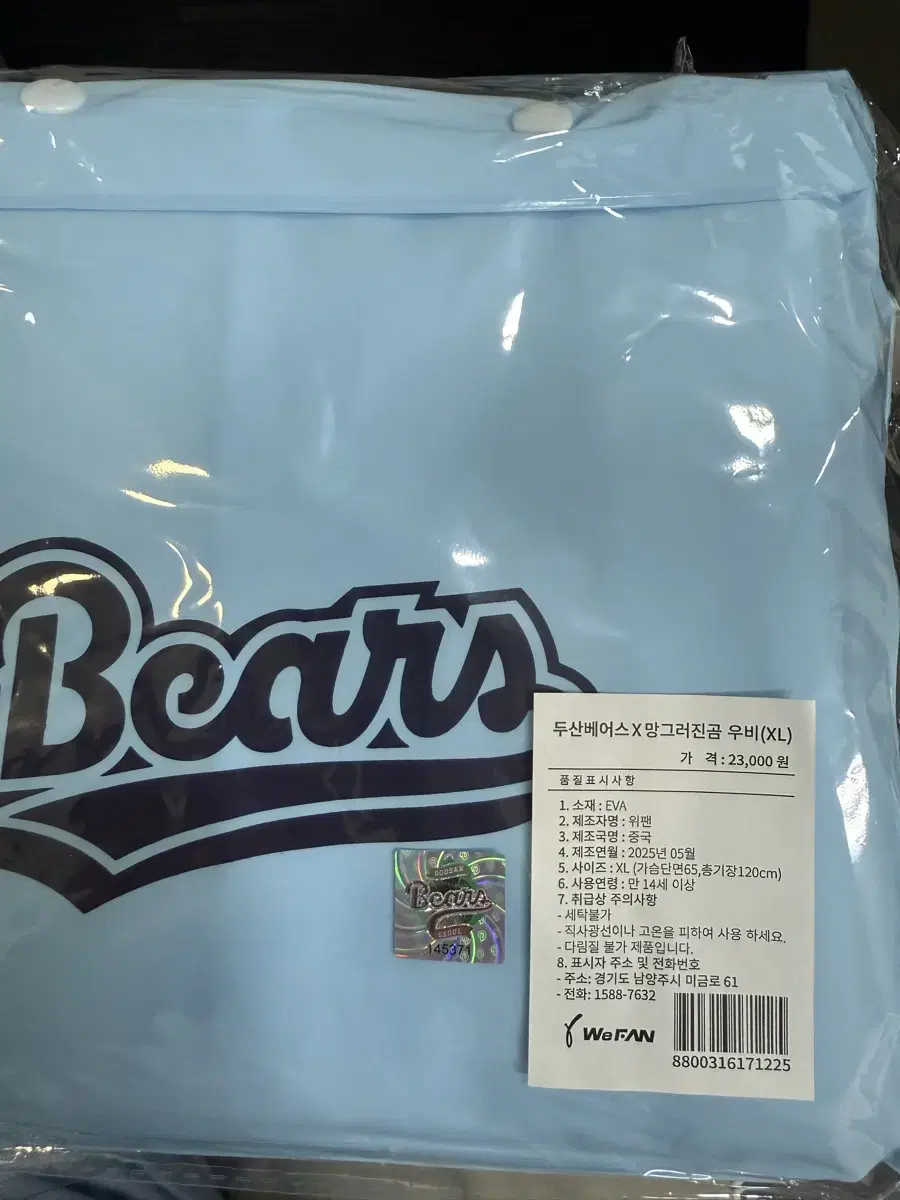 Bears
두산베어스X망그러진곰 우비(XL)
가 격 : 23,000 원
품질표시사항
1. 소재 : EVA
2. 제조자명 : 위팬
3. 제조국명 : 중국
4. 제조연월 : 2025년 05월
5. 사이즈 : XL (가슴단면65,총기장120cm)
6. 사용연령 : 만 14세 이상
7. 취급상 주의사항
- 세탁불가
- 직사광선이나 고온을 피하여 사용 하세요.
- 다림질 불가 제품입니다.
8. 표시자 주소 및 전화번호
- 주소: 경기도 남양주시 미금로 61
- 전화: 1588-7632
WeFAN
8800316171225
DOOSAN
Bears
SEOUL
145371